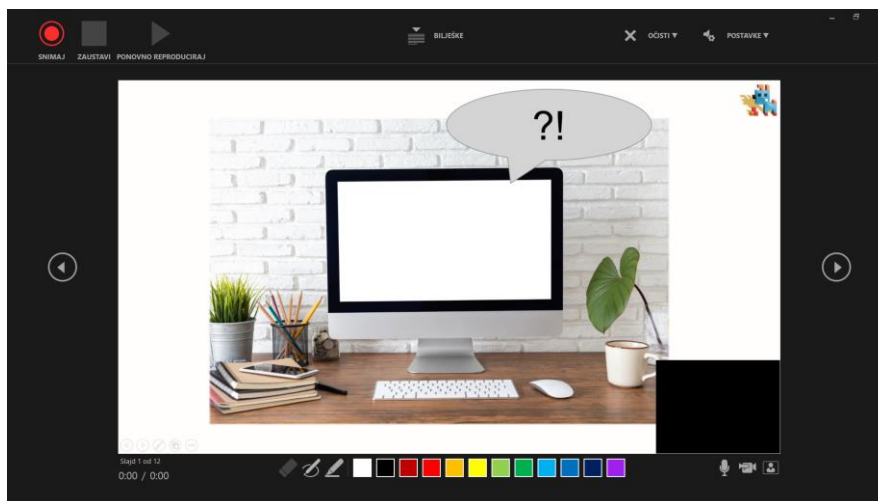 SNIMAJ
ZAUSTAVI
PONOVNO REPRODUCIRAJ
BILJEŠKE
OČISTI
POSTAVKE
?!
Slajd 1 od 12
0:00 / 0:00